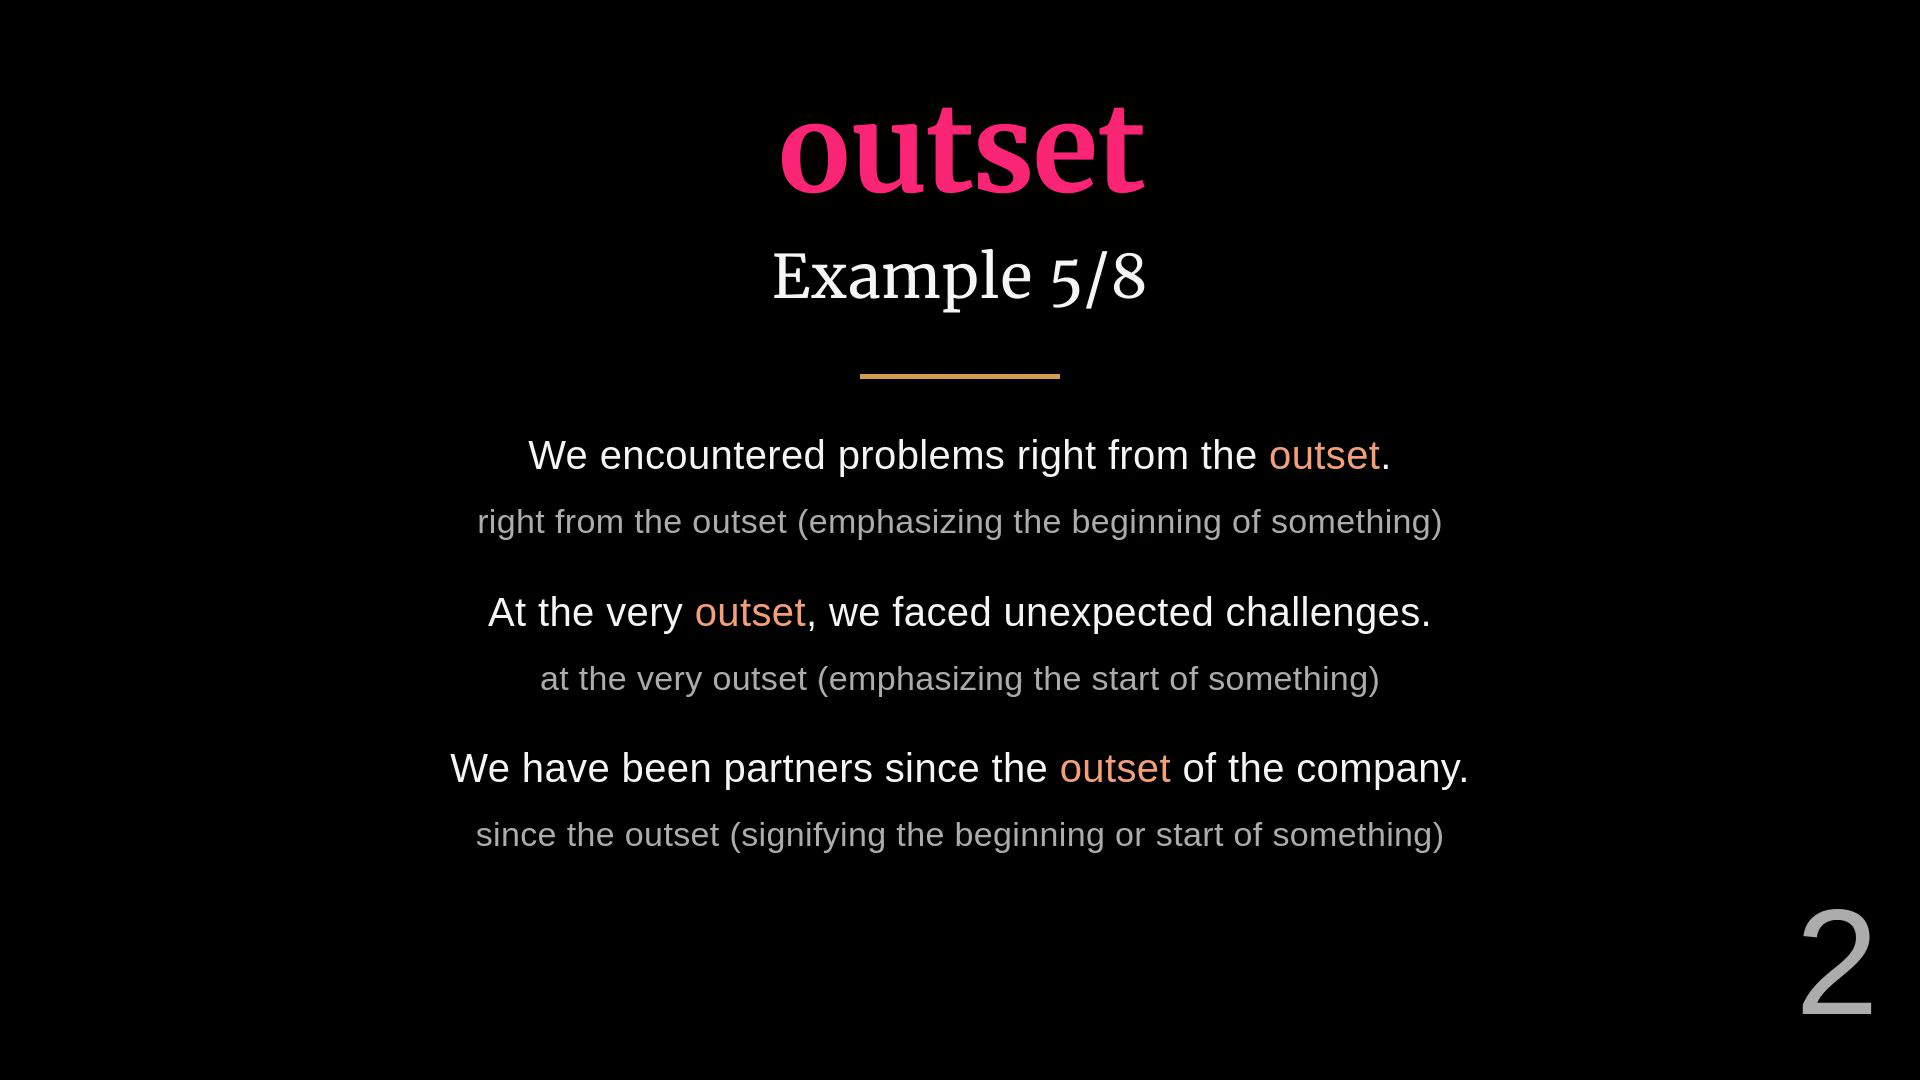 outset
Example 5/8
We encountered problems right from the outset.
right from the outset (emphasizing the beginning of something)
At the very outset, we faced unexpected challenges.
at the very outset (emphasizing the start of something)
We have been partners since the outset of the company.
since the outset (signifying the beginning or start of something)
2